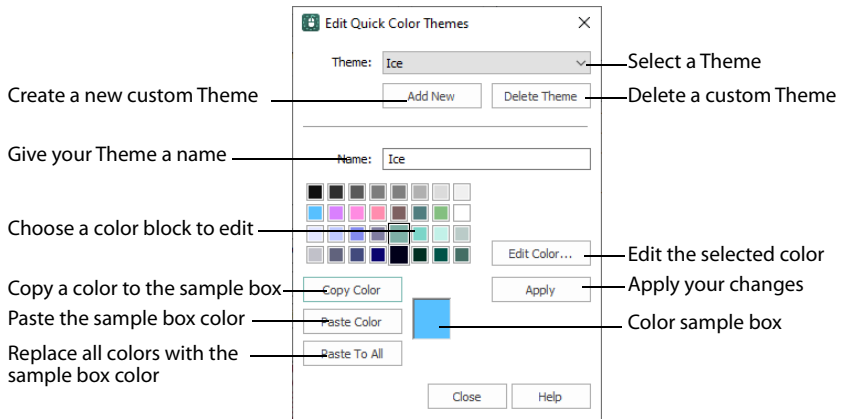 Edit Quick Color Themes
Theme: Ice
Select a Theme
Create a new custom Theme
Add New
Delete Theme
Delete a custom Theme
Give your Theme a name
Name: Ice
Choose a color block to edit
Edit Color...
Edit the selected color
Copy a color to the sample box
Copy Color
Apply
Apply your changes
Paste the sample box color
Paste Color
Color sample box
Replace all colors with the
sample box color
Paste To All
Close
Help